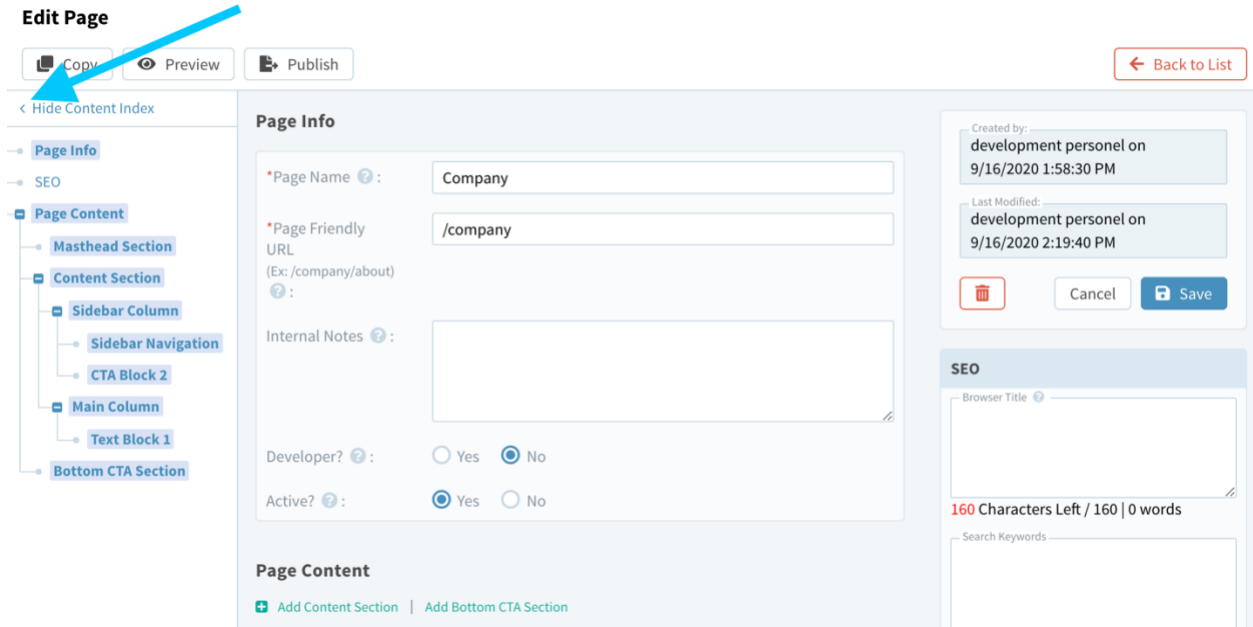 Edit Page
Copy
Preview
Publish
Back to List
< Hide Content Index
Page Info
SEO
Page Content
Masthead Section
Content Section
Sidebar Column
Sidebar Navigation
CTA Block 2
Main Column
Text Block 1
Bottom CTA Section
Page Info
*Page Name ? :
Company
*Page Friendly
URL
(Ex: /company/about)
? :
/company
Internal Notes ? :
Developer? ? :
Yes
No
Active? ? :
Yes
No
Page Content
Add Content Section | Add Bottom CTA Section
Created by:
development personel on
9/16/2020 1:58:30 PM
Last Modified:
development personel on
9/16/2020 2:19:40 PM
Cancel
Save
SEO
Browser Title ?
160 Characters Left / 160 | 0 words
Search Keywords